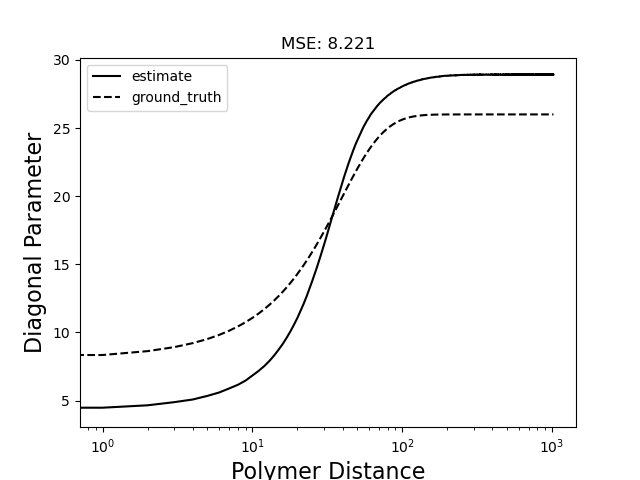 MSE: 8.221
estimate
ground_truth
Diagonal Parameter
30
25
20
15
10
5
10⁰ 10¹ 10² 10³
Polymer Distance